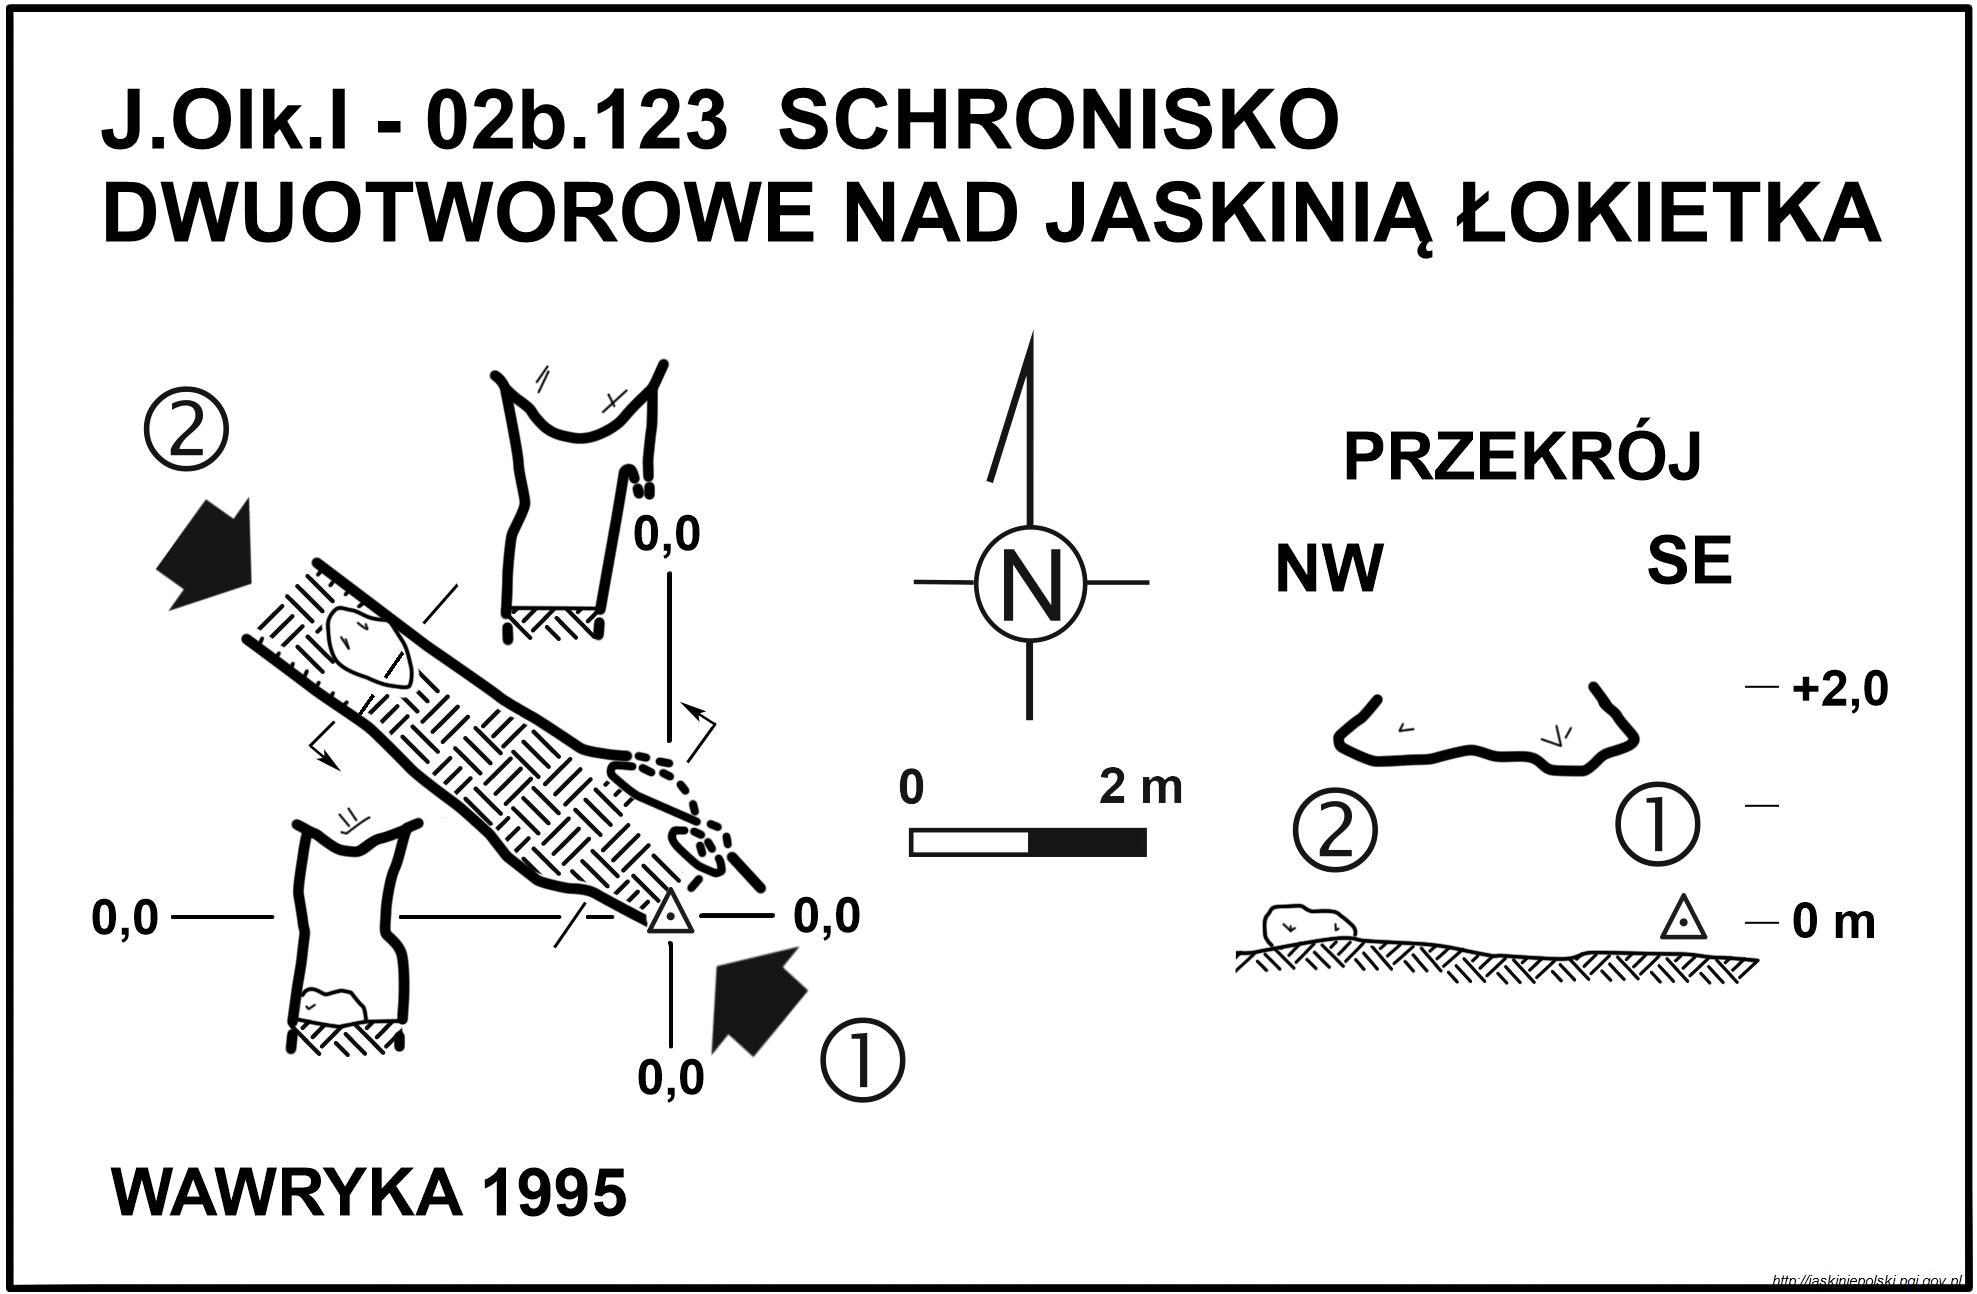 J.Olk.I - 02b.123 SCHRONISKO
DWUOTWOROWE NAD JASKINIĄ ŁOKIETKA
2
0,0
0,0
0,0
0,0
1
N
0 2 m
PRZEKRÓJ
NW SE
+2,0
2 1
0 m
WAWRYKA 1995
http://jaskiniepolski.pgi.gov.pl